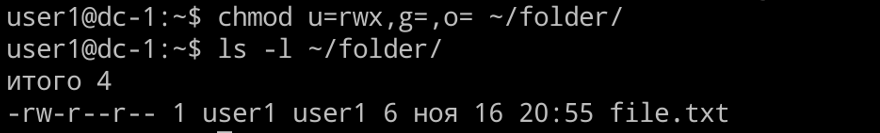 user1@dc-1:~$ chmod u=rwx,g=,o= ~/folder/
user1@dc-1:~$ ls -l ~/folder/
итого 4
-rw-r--r-- 1 user1 user1 6 ноя 16 20:55 file.txt